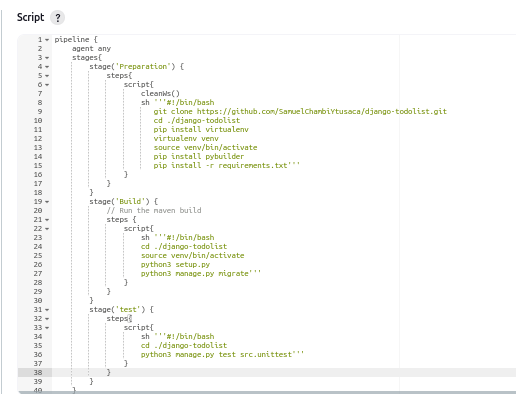 Script ?
1 pipeline {
2 agent any
3 stages{
4 stage('Preparation') {
5 steps{
6 script{
7 cleanWs()
8 sh '''#!/bin/bash
9 git clone https://github.com/SamuelChambiYtusaca/django-todolist.git
10 cd ./django-todolist
11 pip install virtualenv
12 virtualenv venv
13 source venv/bin/activate
14 pip install pybuilder
15 pip install -r requirements.txt'''
16 }
17 }
18 }
19 stage('Build') {
20 // Run the maven build
21 steps {
22 script{
23 sh '''#!/bin/bash
24 cd ./django-todolist
25 source venv/bin/activate
26 python3 setup.py
27 python3 manage.py migrate'''
28 }
29 }
30 }
31 stage('test') {
32 steps{
33 script{
34 sh '''#!/bin/bash
35 cd ./django-todolist
36 python3 manage.py test src.unittest'''
37 }
38 }
39 }
40 }